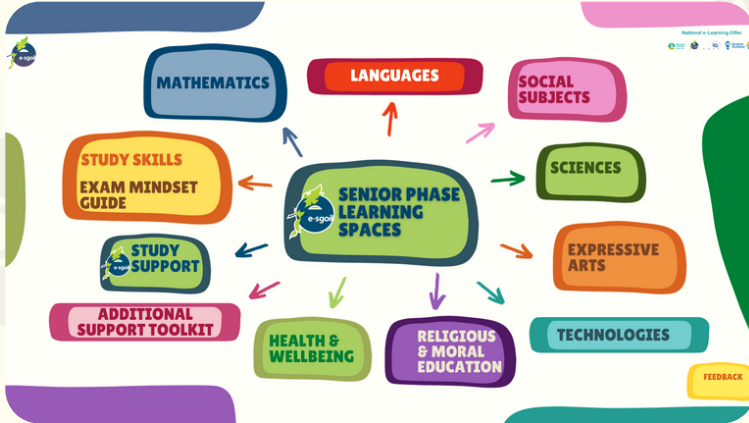 National e-Learning Offer
e-sgoil
MATHEMATICS
LANGUAGES
SOCIAL
SUBJECTS
STUDY SKILLS
EXAM MINDSET
GUIDE
e-sgoil
SENIOR PHASE
LEARNING
SPACES
SCIENCES
e-sgoil
STUDY
SUPPORT
EXPRESSIVE
ARTS
ADDITIONAL
SUPPORT TOOLKIT
HEALTH &
WELLBEING
RELIGIOUS
& MORAL
EDUCATION
TECHNOLOGIES
FEEDBACK